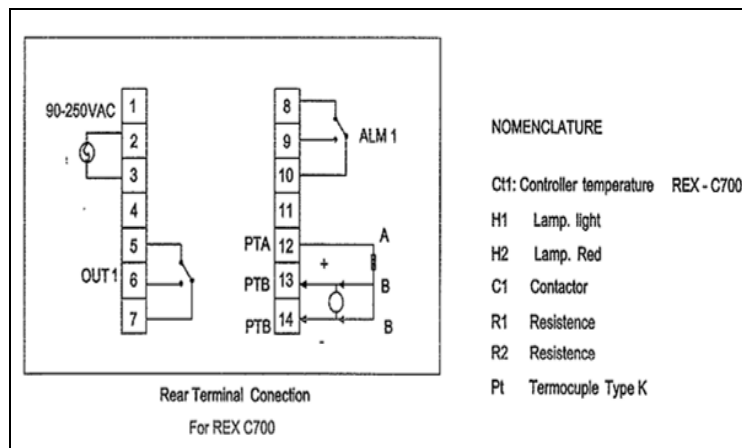 90-250VAC
1
2
3
4
5
6
7
OUT 1
8
9
10
11
12
13
14
ALM 1
PTA
PTB
PTB
A
B
B
+
-
Rear Terminal Conection
For REX C700
NOMENCLATURE
Ct1: Controller temperature REX - C700
H1 Lamp. light
H2 Lamp. Red
C1 Contactor
R1 Resistence
R2 Resistence
Pt Termocuple Type K